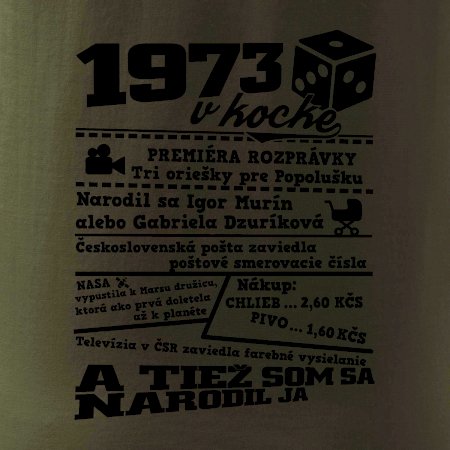 1973
v kocke
PREMIÉRA ROZPRÁVKY
Tri oriešky pre Popolušku
Narodil sa Igor Murín
alebo Gabriela Dzuríková
Československá pošta zaviedla
poštové smerovacie čísla
NASA
vypustila k Marsu družicu,
ktorá ako prvá doletela
až k planéte
Nákup:
CHLIEB ... 2,60 KČS
PIVO ... 1,60 KČS
Televízia v ČSR zaviedla farebné vysielanie
A TIEŽ SOM SA
NARODIL JA